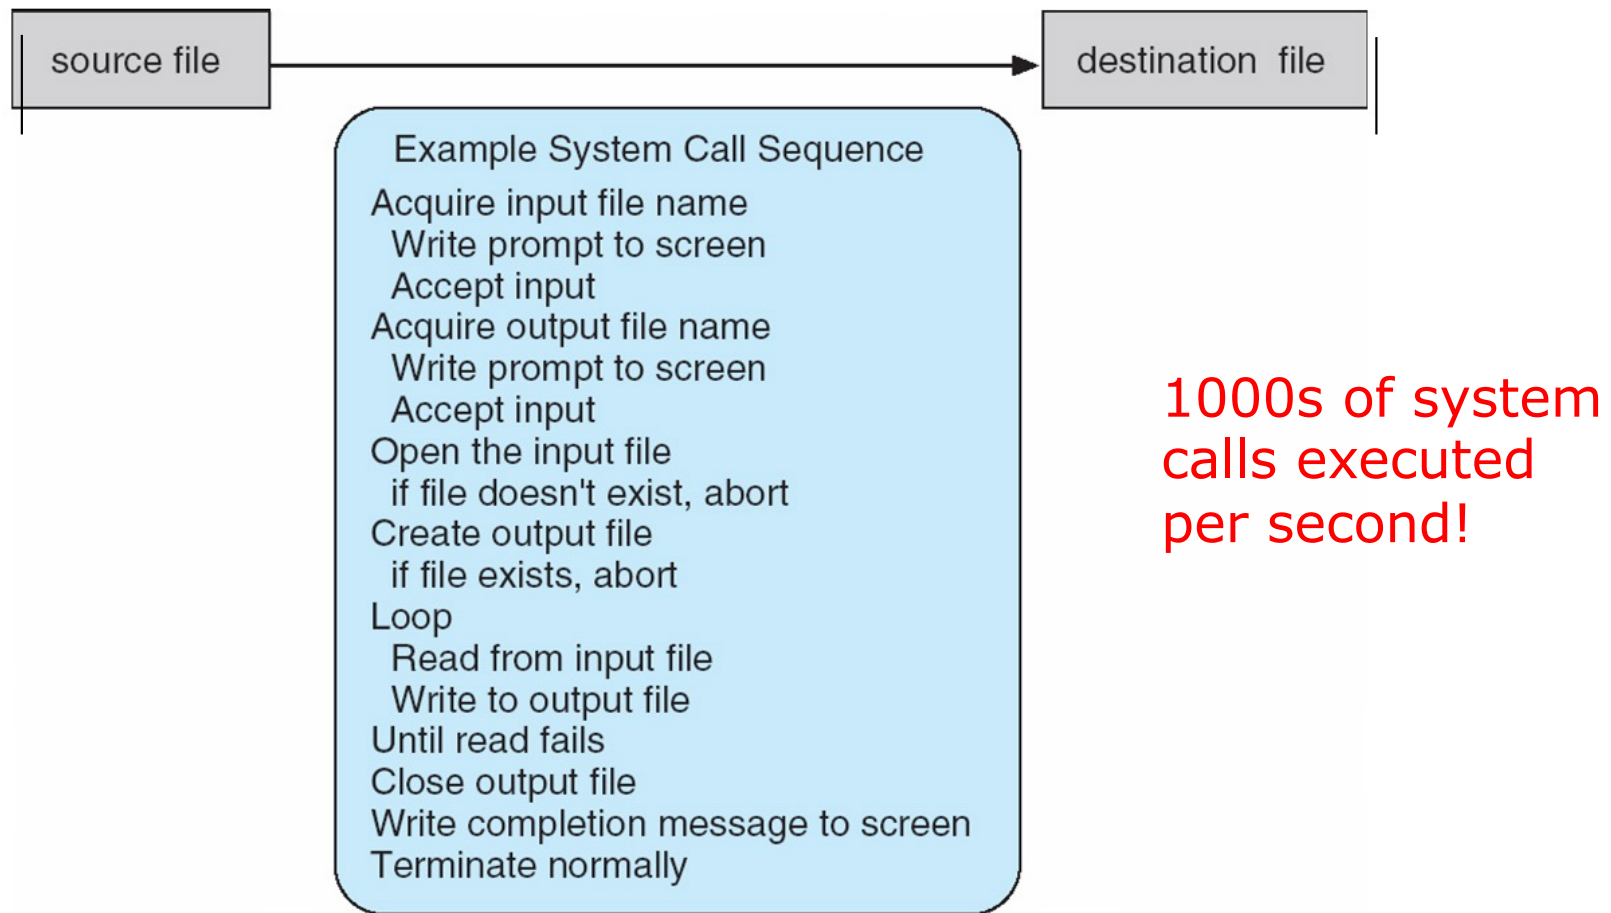 source file
destination file
Example System Call Sequence
Acquire input file name
Write prompt to screen
Accept input
Acquire output file name
Write prompt to screen
Accept input
Open the input file
if file doesn't exist, abort
Create output file
if file exists, abort
Loop
Read from input file
Write to output file
Until read fails
Close output file
Write completion message to screen
Terminate normally
1000s of system
calls executed
per second!